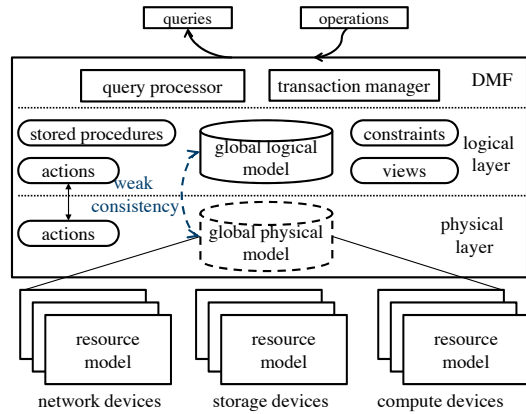 queries
operations
query processor
transaction manager
DMF
stored procedures
global logical
model
constraints
logical
layer
actions
views
weak
consistency
actions
global physical
model
physical
layer
resource
model
resource
model
resource
model
network devices
storage devices
compute devices